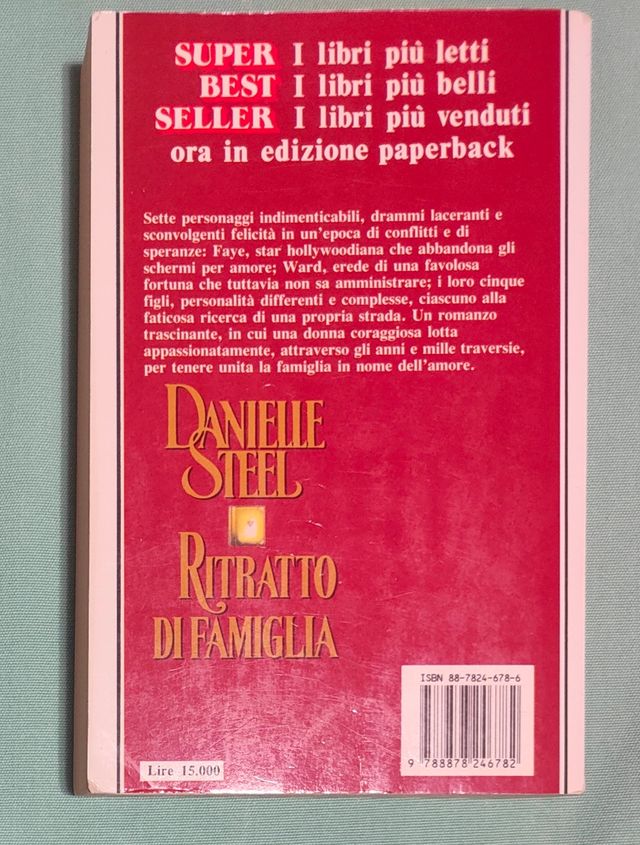 SUPER I libri più letti
BEST I libri più belli
SELLER I libri più venduti
ora in edizione paperback
Sette personaggi indimenticabili, drammi laceranti e
sconvolgenti felicità in un'epoca di conflitti e di
speranze: Faye, star hollywoodiana che abbandona gli
schermi per amore; Ward, erede di una favolosa
fortuna che tuttavia non sa amministrare; i loro cinque
figli, personalità differenti e complesse, ciascuno alla
faticosa ricerca di una propria strada. Un romanzo
trascinante, in cui una donna coraggiosa lotta
appassionatamente, attraverso gli anni e mille traversie,
per tenere unita la famiglia in nome dell'amore.
DANIELLE
STEEL
RITRATTO
DI FAMIGLIA
ISBN 88-7824-678-6
9 788878 246782
Lire 15.000